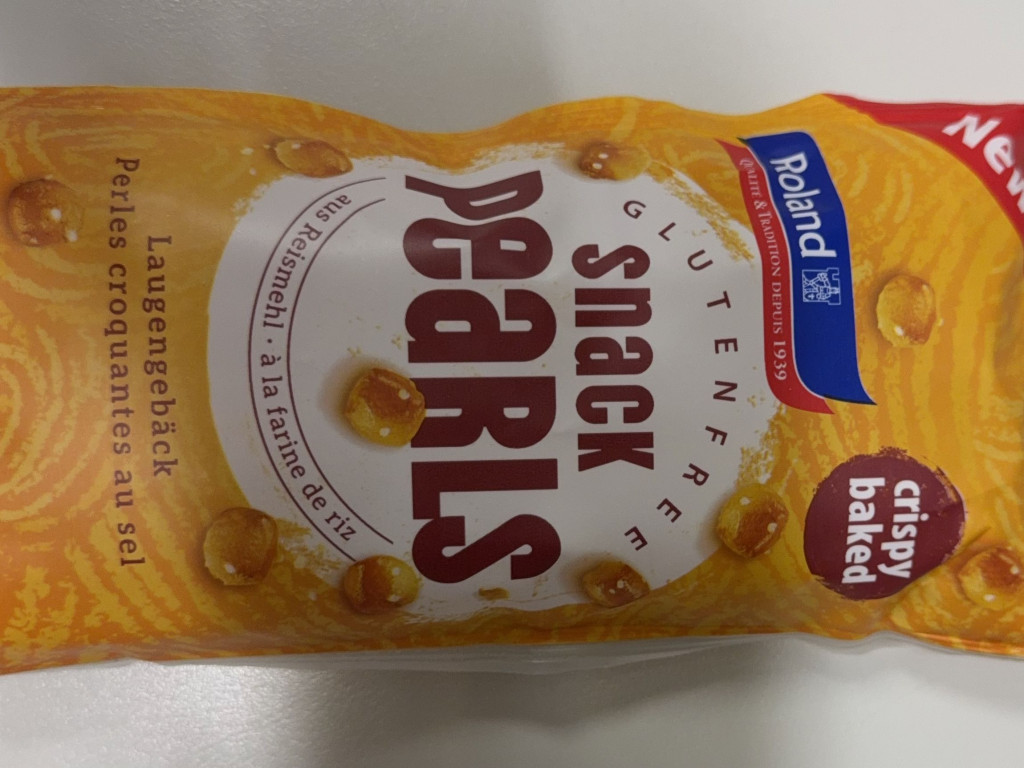 New
Roland
QUALITÉ & TRADITION DEPUIS 1939
crispy
baked
GLUTENFREE
snack
PeaRLS
aus Reismehl · à la farine de riz
Laugengebäck
Perles croquantes au sel